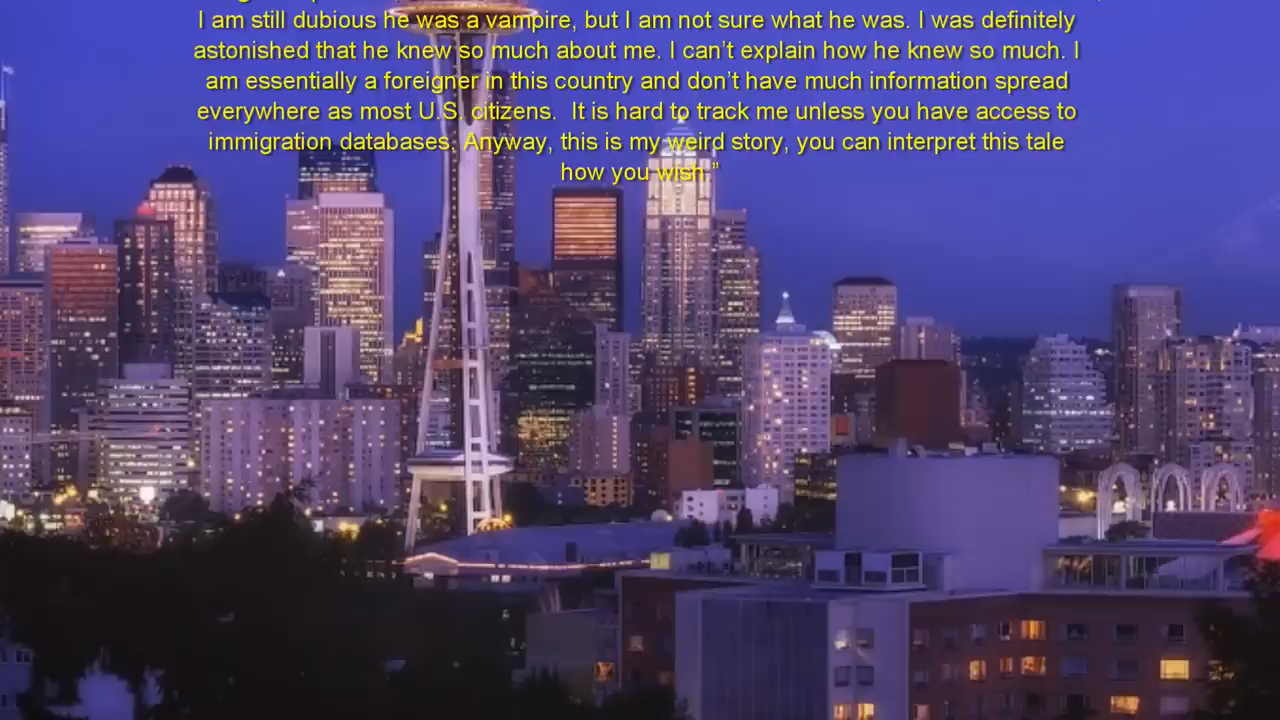 I am still dubious he was a vampire, but I am not sure what he was. I was definitely
astonished that he knew so much about me. I can’t explain how he knew so much. I
am essentially a foreigner in this country and don’t have much information spread
everywhere as most U.S. citizens.  It is hard to track me unless you have access to
immigration databases. Anyway, this is my weird story, you can interpret this tale
how you wish.”